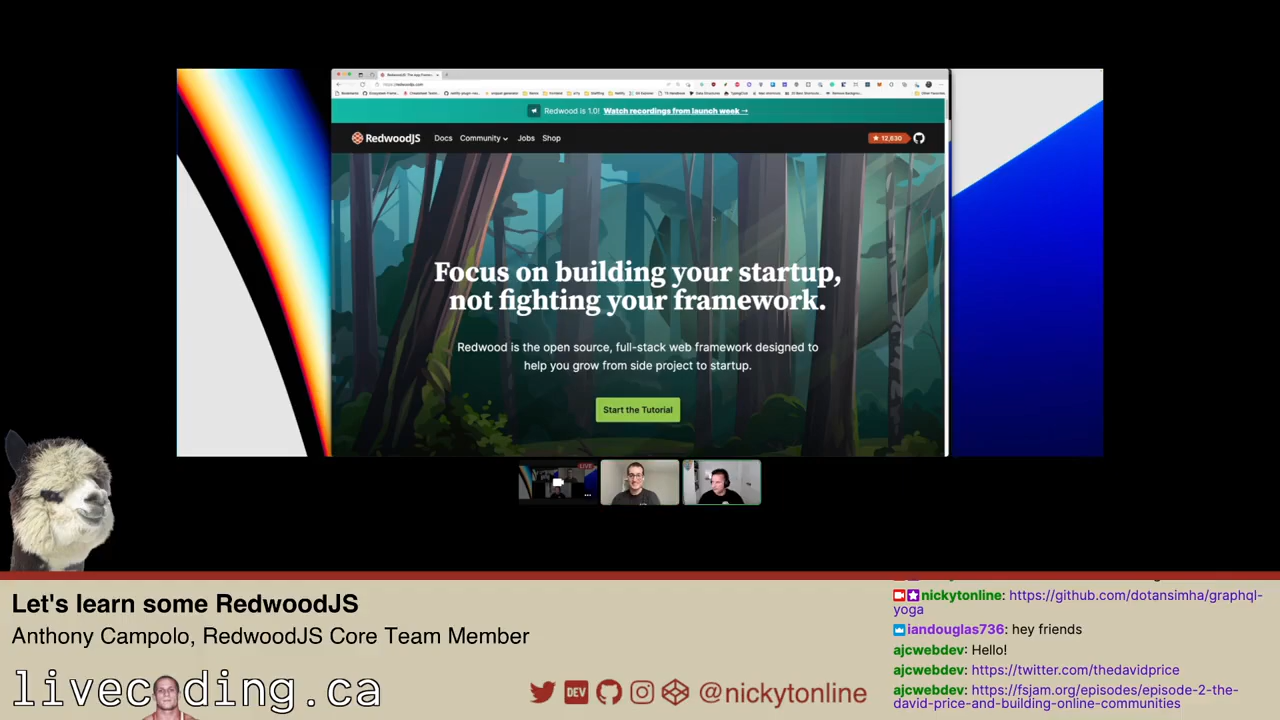 Redwood is 1.0! Watch recordings from launch week →
RedwoodJS Docs Community Jobs Shop ★ 12,630
Focus on building your startup,
not fighting your framework.
Redwood is the open source, full-stack web framework designed to
help you grow from side project to startup.
Start the Tutorial
LIVE
Let's learn some RedwoodJS
Anthony Campolo, RedwoodJS Core Team Member
livecoding.ca
DEV @nickytonline
nickytonline: https://github.com/dotansimha/graphql-
yoga
iandouglas736: hey friends
ajcwebdev: Hello!
ajcwebdev: https://twitter.com/thedavidprice
ajcwebdev: https://fsjam.org/episodes/episode-2-the-
david-price-and-building-online-communities